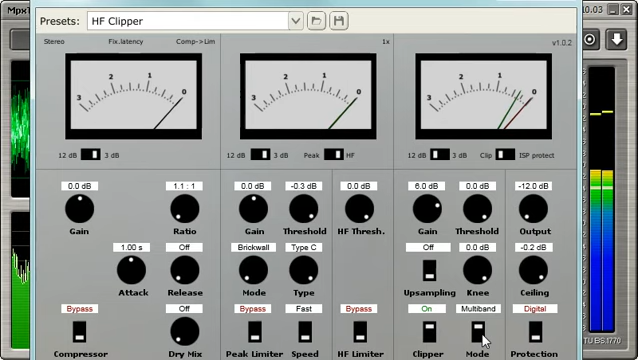 Presets: HF Clipper
MpxT
10.03
Stereo Fix.latency Comp->Lim 1x v1.0.2
3 2 1 0 3 2 1 0 3 2 1 0
12 dB 3 dB 12 dB 3 dB Peak HF 12 dB 3 dB Clip ISP protect
0.0 dB 1.1 : 1 0.0 dB -0.3 dB 0.0 dB 6.0 dB 0.0 dB -12.0 dB
Gain Ratio Gain Threshold HF Thresh. Gain Threshold Output
1.00 s Off Brickwall Type C Off 0.0 dB -0.2 dB
Attack Release Mode Type Upsampling Knee Ceiling
Bypass Off Bypass Fast Bypass On Multiband Digital
Compressor Dry Mix Peak Limiter Speed HF Limiter Clipper Mode Protection
TU BS.1770